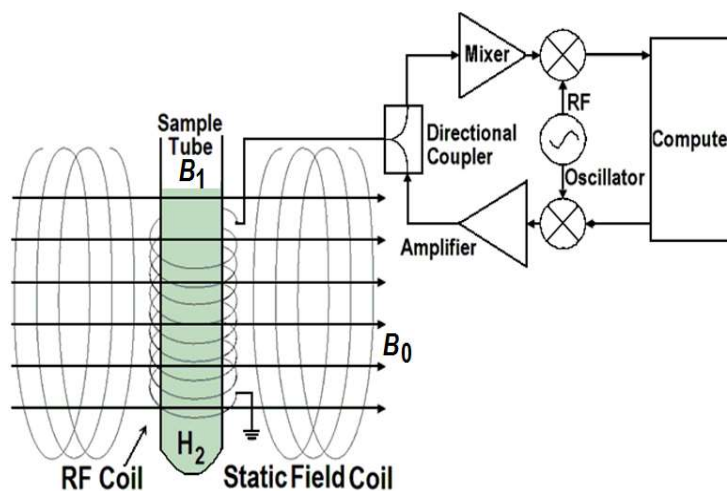 Mixer
RF
Sample
Tube
B1
Directional
Coupler
Compute
Oscillator
Amplifier
B0
H2
RF Coil
Static Field Coil